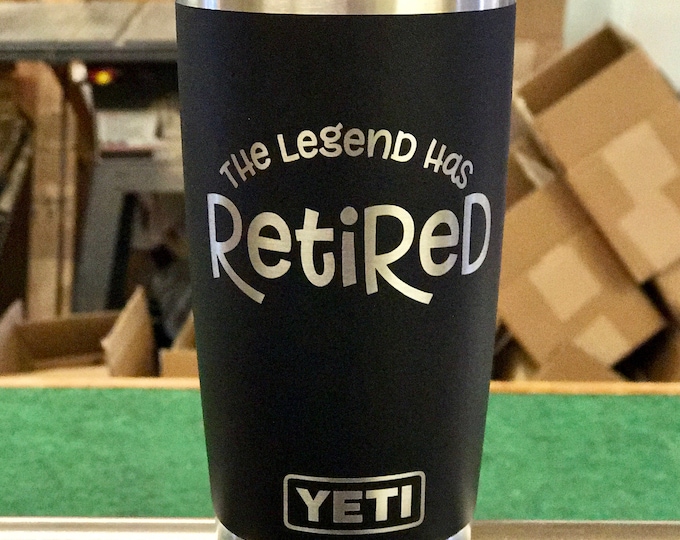 THE LEGEND HAS
RETIRED
YETI